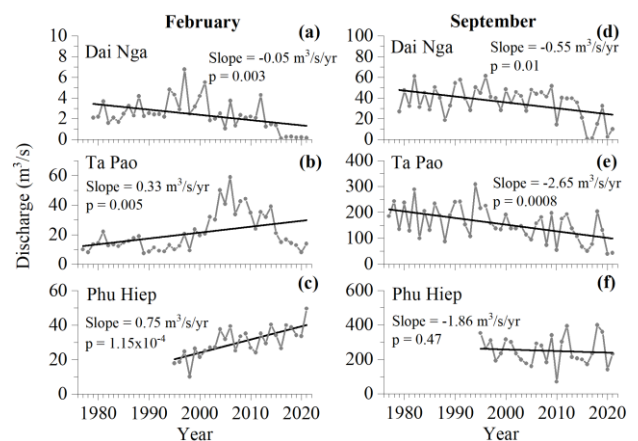 February
September
(a)
Dai Nga
Slope = -0.05 m³/s/yr
p = 0.003
10
8
6
4
2
0
(d)
Dai Nga
Slope = -0.55 m³/s/yr
p = 0.01
100
80
60
40
20
0
Discharge (m³/s)
(b)
Ta Pao
Slope = 0.33 m³/s/yr
p = 0.005
80
60
40
20
0
(e)
Ta Pao
Slope = -2.65 m³/s/yr
p = 0.0008
400
300
200
100
0
(c)
Phu Hiep
Slope = 0.75 m³/s/yr
p = 1.15x10⁻⁴
60
40
20
0
1980 1990 2000 2010 2020
Year
(f)
Phu Hiep
Slope = -1.86 m³/s/yr
p = 0.47
600
400
200
0
1980 1990 2000 2010 2020
Year